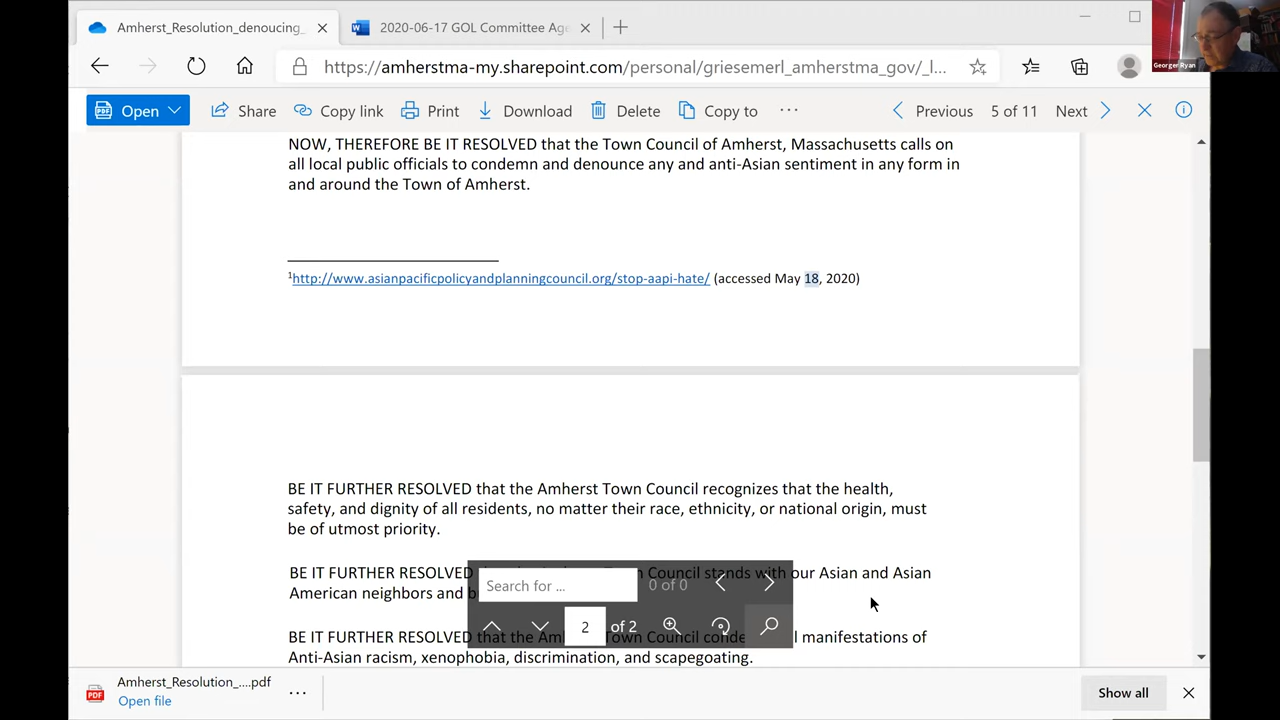 Amherst_Resolution_denoucing_
2020-06-17 GOL Committee Age
https://amherstma-my.sharepoint.com/personal/griesemerl_amherstma_gov/_l...
Georger Ryan
Open
Share
Copy link
Print
Download
Delete
Copy to
...
Previous
5 of 11
Next
NOW, THEREFORE BE IT RESOLVED that the Town Council of Amherst, Massachusetts calls on
all local public officials to condemn and denounce any and anti-Asian sentiment in any form in
and around the Town of Amherst.
1http://www.asianpacificpolicyandplanningcouncil.org/stop-aapi-hate/ (accessed May 18, 2020)
BE IT FURTHER RESOLVED that the Amherst Town Council recognizes that the health,
safety, and dignity of all residents, no matter their race, ethnicity, or national origin, must
be of utmost priority.
BE IT FURTHER RESOLVED Council stands with our Asian and Asian
American neighbors and
BE IT FURTHER RESOLVED that the Am Town Council conde manifestations of
Anti-Asian racism, xenophobia, discrimination, and scapegoating.
Search for ...
0 of 0
2 of 2
Amherst_Resolution_....pdf
Open file
...
Show all